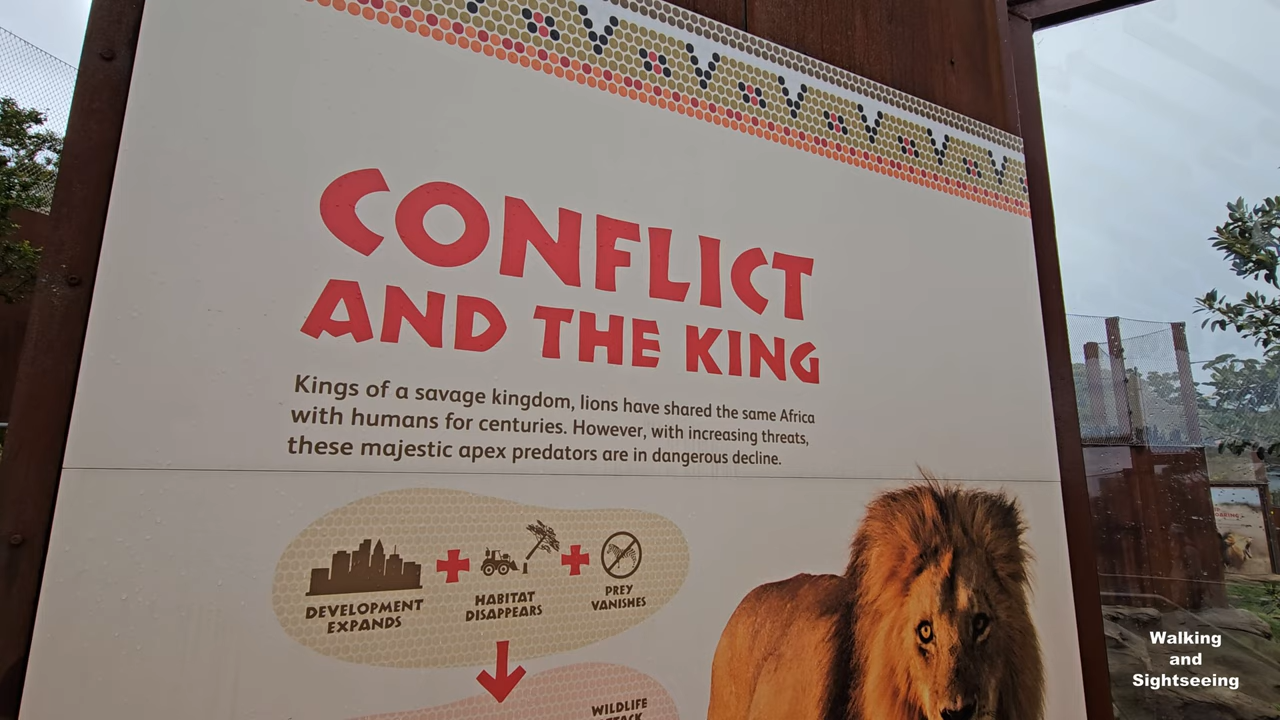 CONFLICT
AND THE KING
Kings of a savage kingdom, lions have shared the same Africa
with humans for centuries. However, with increasing threats,
these majestic apex predators are in dangerous decline.
DEVELOPMENT
EXPANDS
HABITAT
DISAPPEARS
PREY
VANISHES
WILDLIFE
Walking
and
Sightseeing